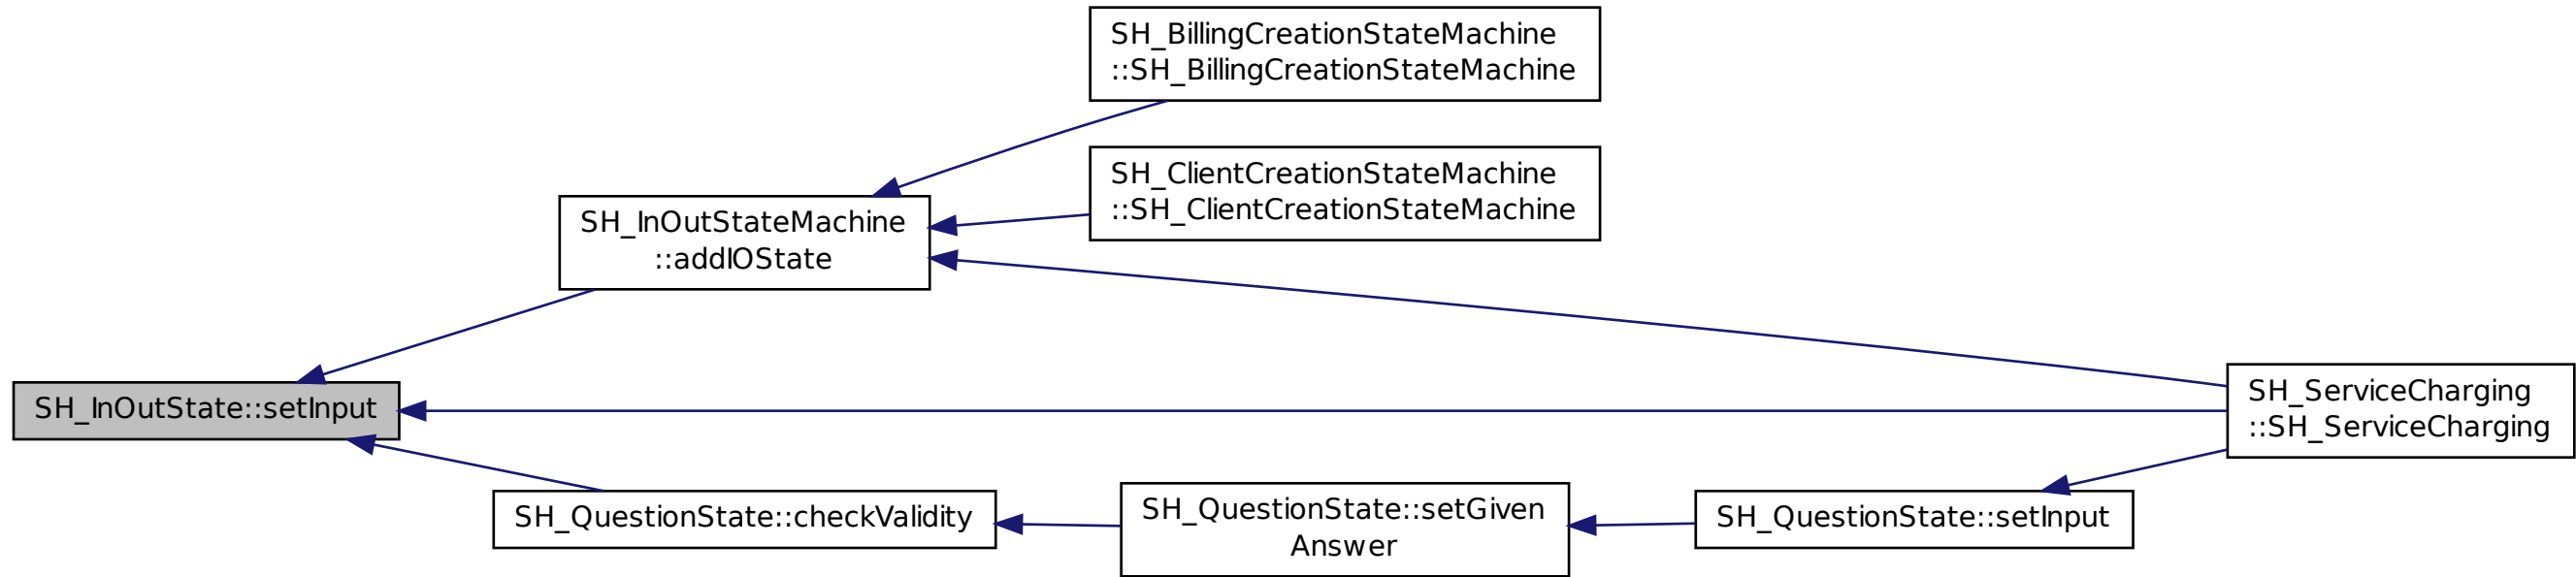 SH_BillingCreationStateMachine
::SH_BillingCreationStateMachine
SH_ClientCreationStateMachine
::SH_ClientCreationStateMachine
SH_InOutStateMachine
::addIOState
SH_InOutState::setInput
SH_ServiceCharging
::SH_ServiceCharging
SH_QuestionState::checkValidity
SH_QuestionState::setGiven
Answer
SH_QuestionState::setInput